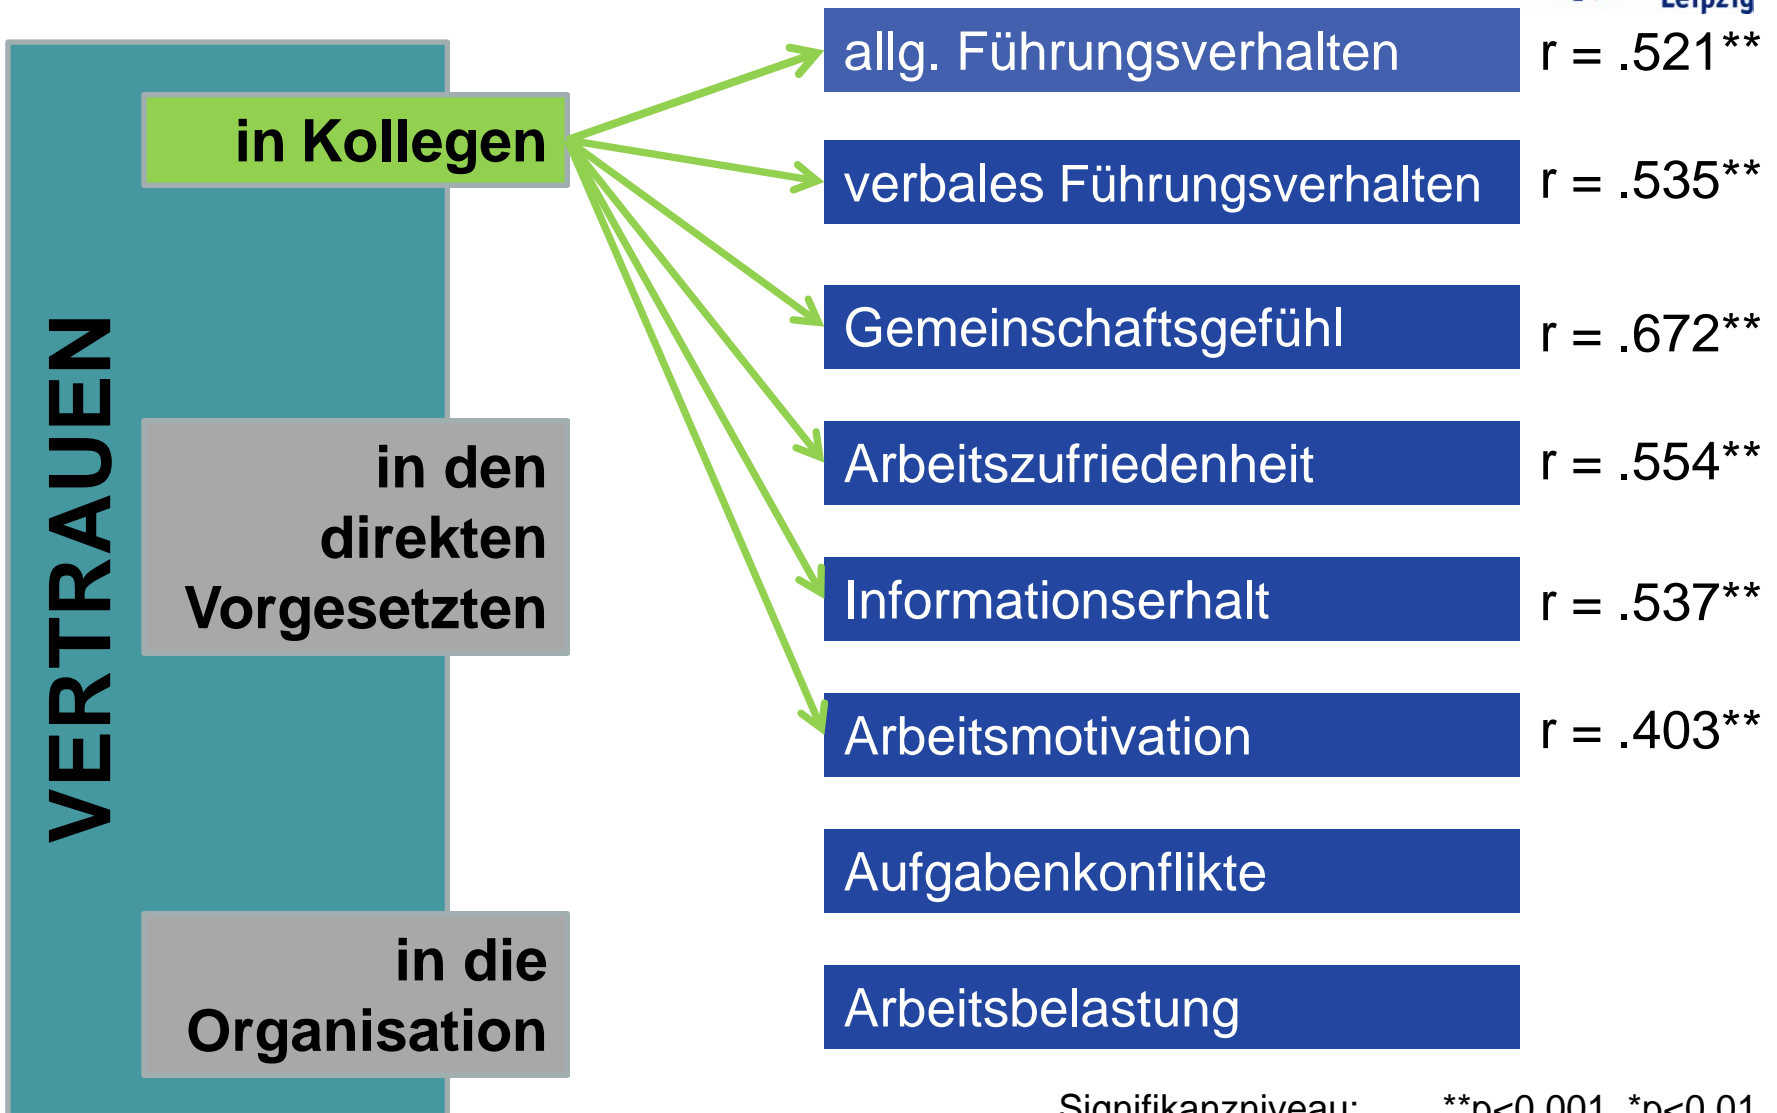 Leipzig
VERTRAUEN
in Kollegen
in den
direkten
Vorgesetzten
in die
Organisation
allg. Führungsverhalten r = .521**
verbales Führungsverhalten r = .535**
Gemeinschaftsgefühl r = .672**
Arbeitszufriedenheit r = .554**
Informationserhalt r = .537**
Arbeitsmotivation r = .403**
Aufgabenkonflikte
Arbeitsbelastung
Signifikanzniveau: **p<0.001, *p<0.01